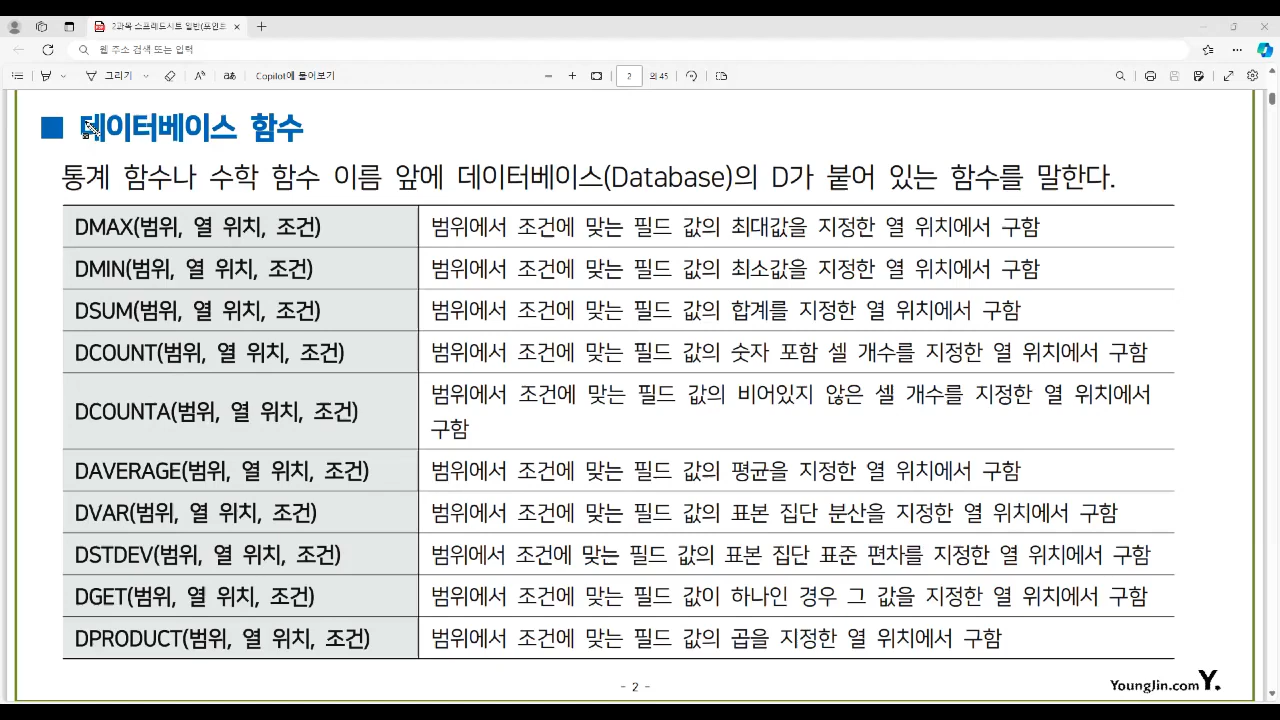 2과목 스프레드시트 일반(포인트
웹 주소 검색 또는 입력
그리기
Copilot에 물어보기
2
의 45
데이터베이스 함수
통계 함수나 수학 함수 이름 앞에 데이터베이스(Database)의 D가 붙어 있는 함수를 말한다.
DMAX(범위, 열 위치, 조건) 범위에서 조건에 맞는 필드 값의 최대값을 지정한 열 위치에서 구함
DMIN(범위, 열 위치, 조건) 범위에서 조건에 맞는 필드 값의 최소값을 지정한 열 위치에서 구함
DSUM(범위, 열 위치, 조건) 범위에서 조건에 맞는 필드 값의 합계를 지정한 열 위치에서 구함
DCOUNT(범위, 열 위치, 조건) 범위에서 조건에 맞는 필드 값의 숫자 포함 셀 개수를 지정한 열 위치에서 구함
DCOUNTA(범위, 열 위치, 조건) 범위에서 조건에 맞는 필드 값의 비어있지 않은 셀 개수를 지정한 열 위치에서
구함
DAVERAGE(범위, 열 위치, 조건) 범위에서 조건에 맞는 필드 값의 평균을 지정한 열 위치에서 구함
DVAR(범위, 열 위치, 조건) 범위에서 조건에 맞는 필드 값의 표본 집단 분산을 지정한 열 위치에서 구함
DSTDEV(범위, 열 위치, 조건) 범위에서 조건에 맞는 필드 값의 표본 집단 표준 편차를 지정한 열 위치에서 구함
DGET(범위, 열 위치, 조건) 범위에서 조건에 맞는 필드 값이 하나인 경우 그 값을 지정한 열 위치에서 구함
DPRODUCT(범위, 열 위치, 조건) 범위에서 조건에 맞는 필드 값의 곱을 지정한 열 위치에서 구함
- 2 -
YoungJin.com Y.